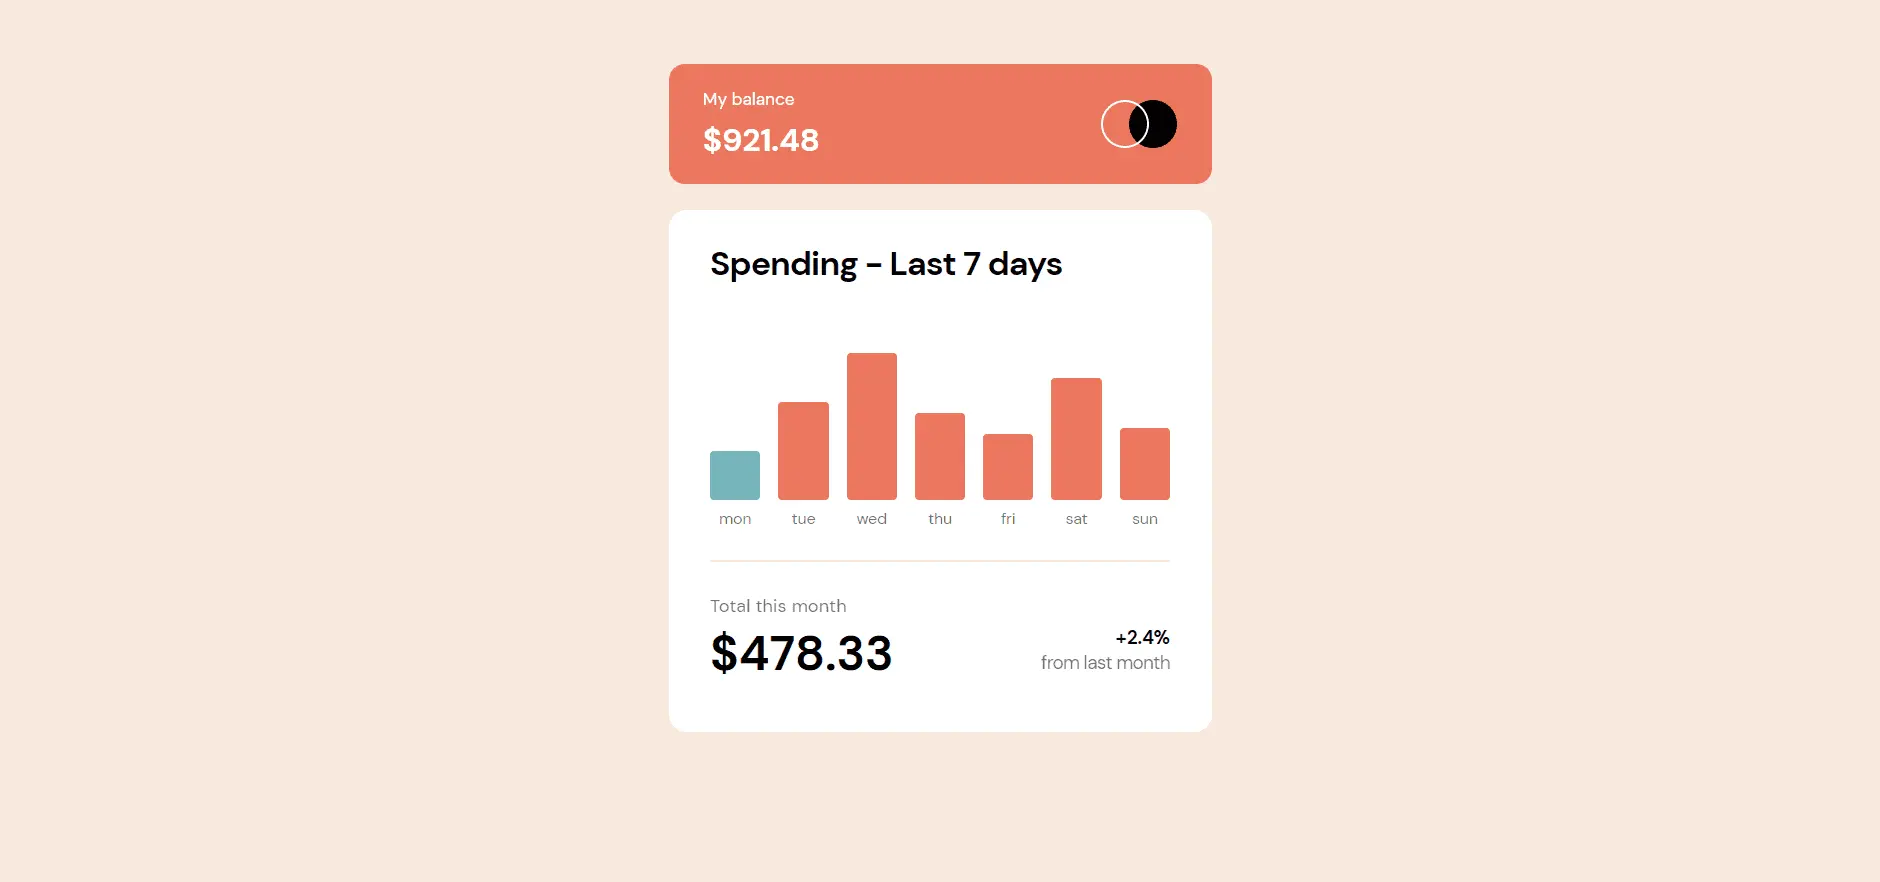 My balance
$921.48
Spending - Last 7 days
mon tue wed thu fri sat sun
Total this month
$478.33
+2.4%
from last month